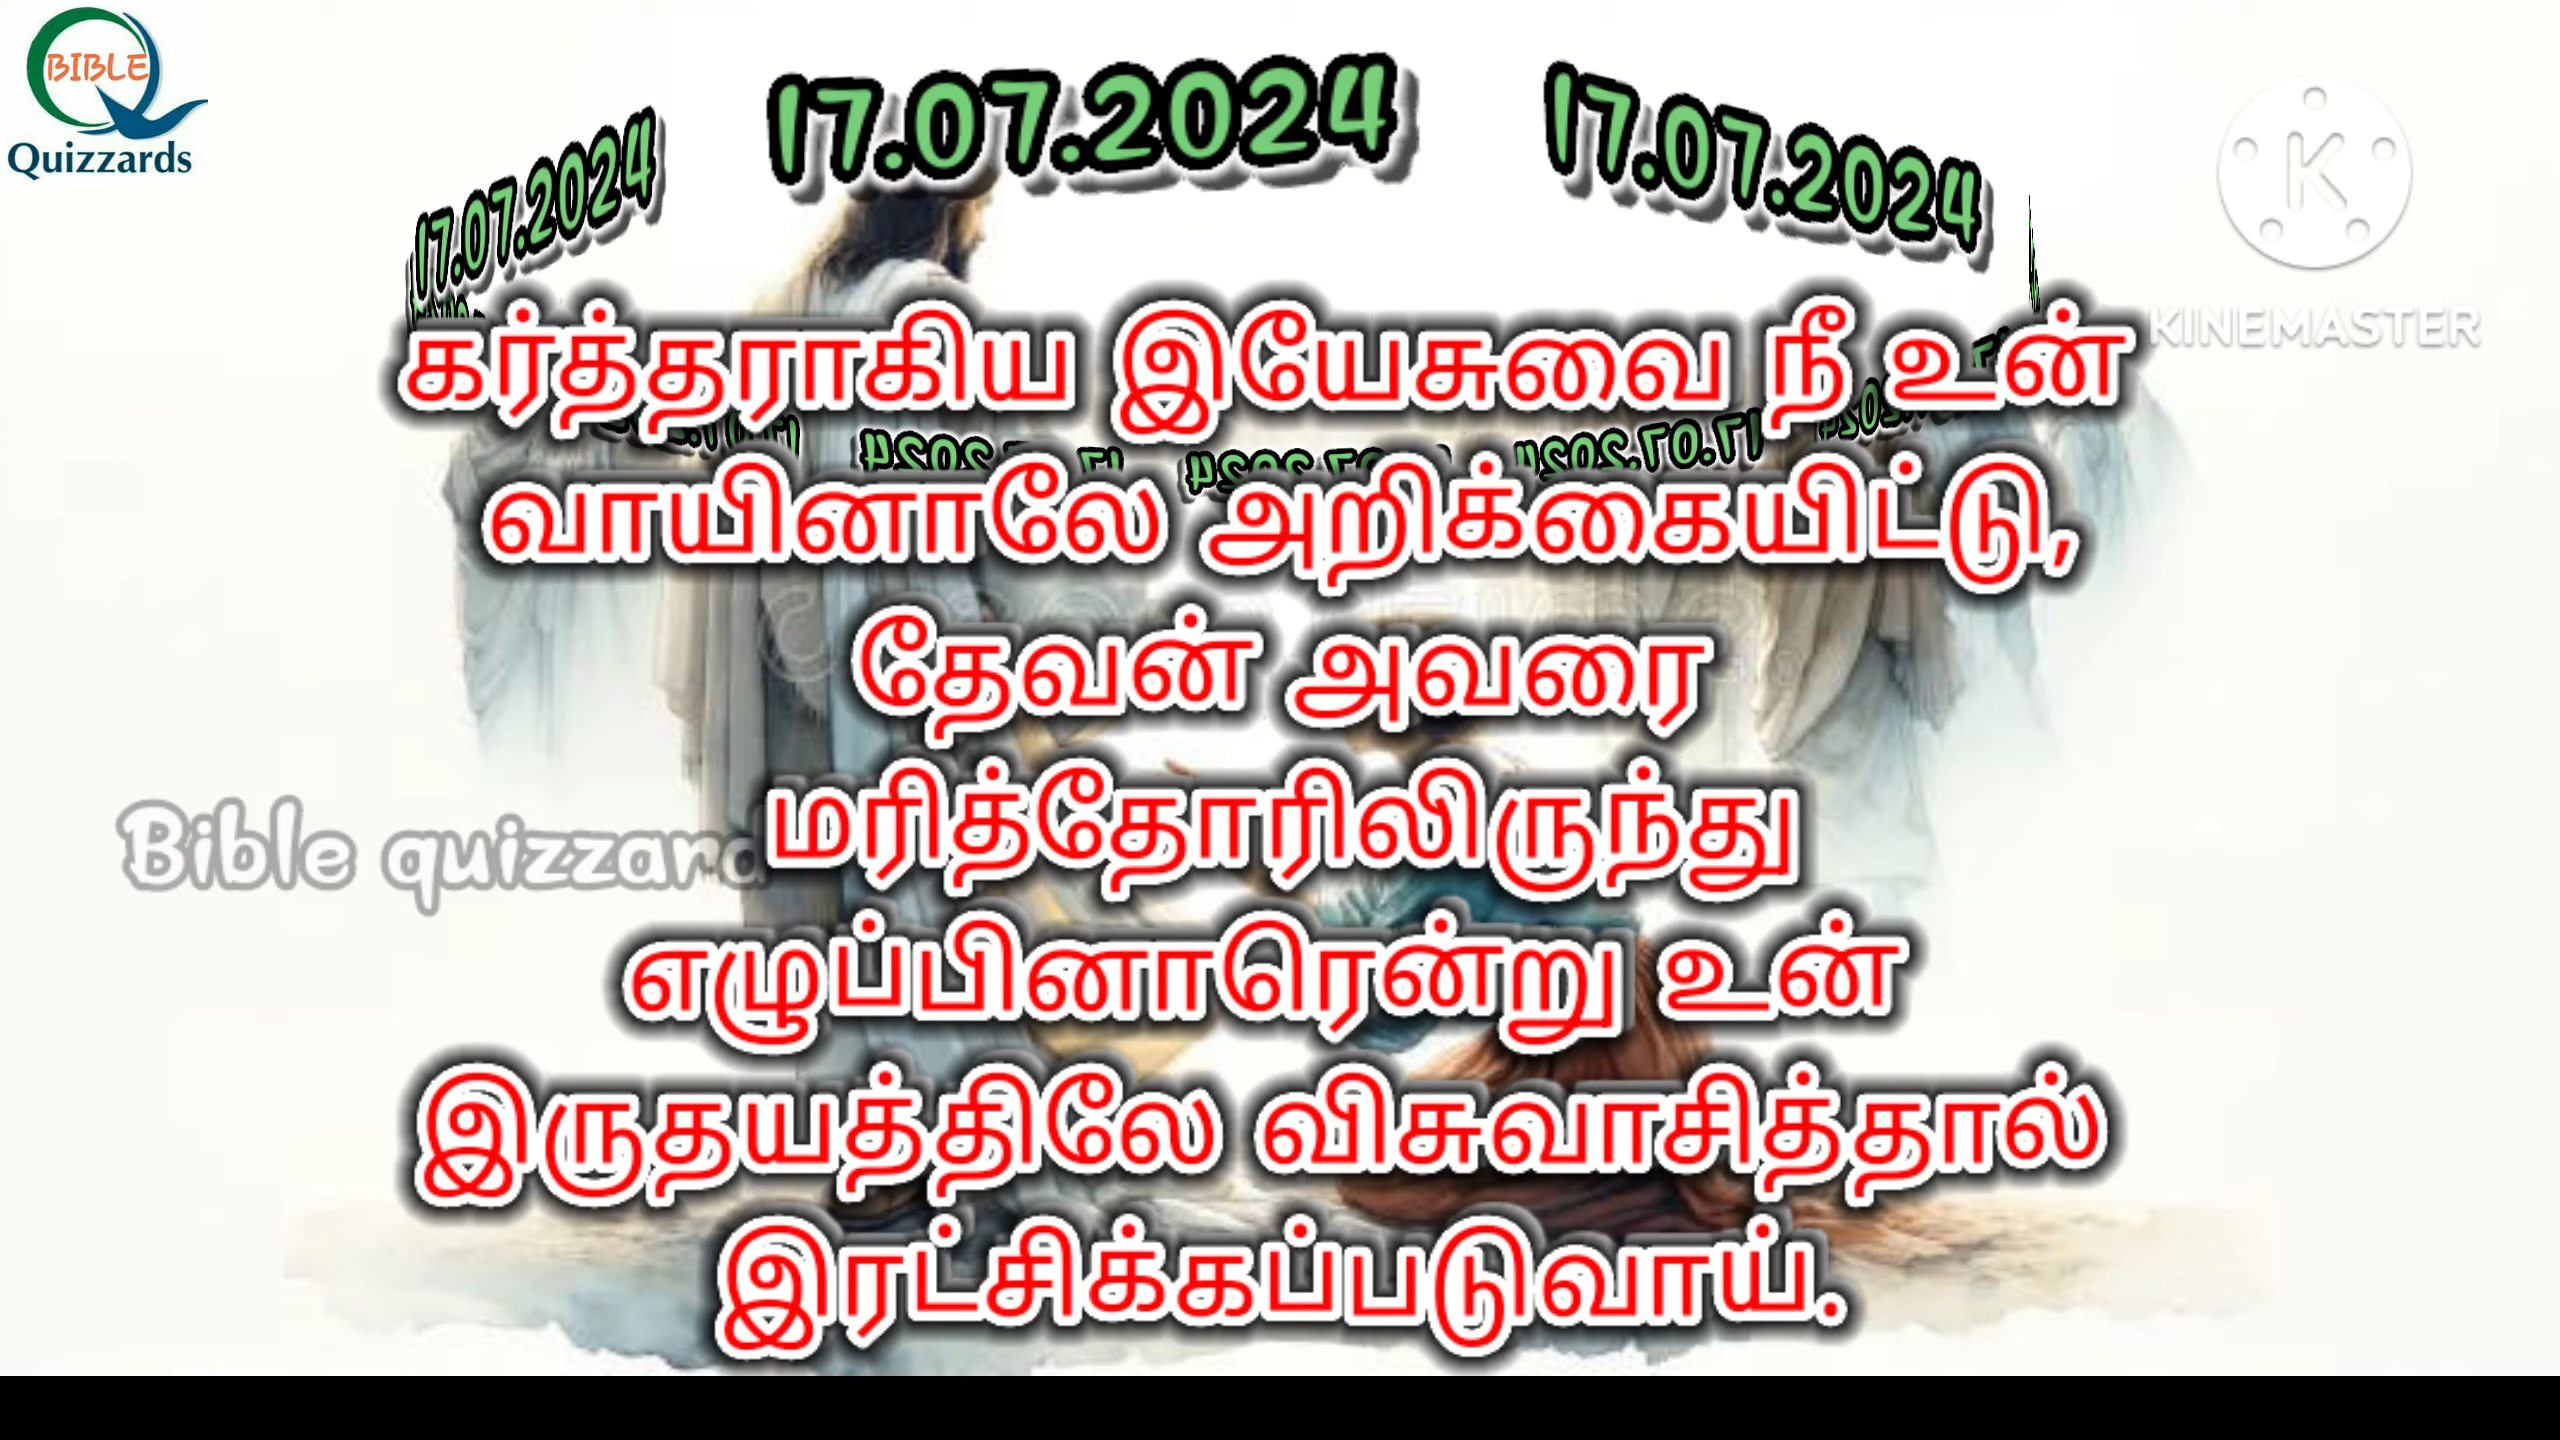 BIBLE
Quizzards
17.07.2024
17.07.2024
17.07.2024
KINEMASTER
கர்த்தராகிய இயேசுவை நீ உன்
வாயினாலே அறிக்கையிட்டு,
தேவன் அவரை
மரித்தோரிலிருந்து
எழுப்பினாரென்று உன்
இருதயத்திலே விசுவாசித்தால்
இரட்சிக்கப்படுவாய்.
Bible quizzard